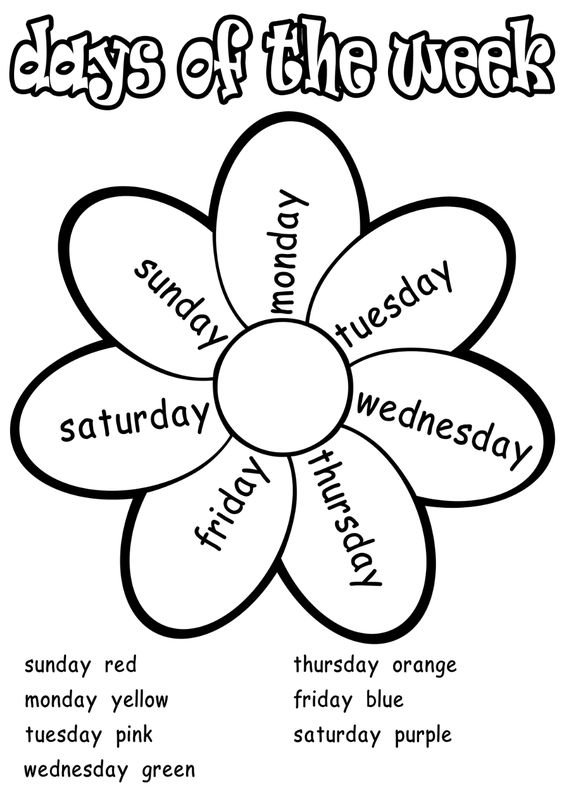 days of the week
monday
tuesday
wednesday
thursday
friday
saturday
sunday
sunday red
monday yellow
tuesday pink
wednesday green
thursday orange
friday blue
saturday purple